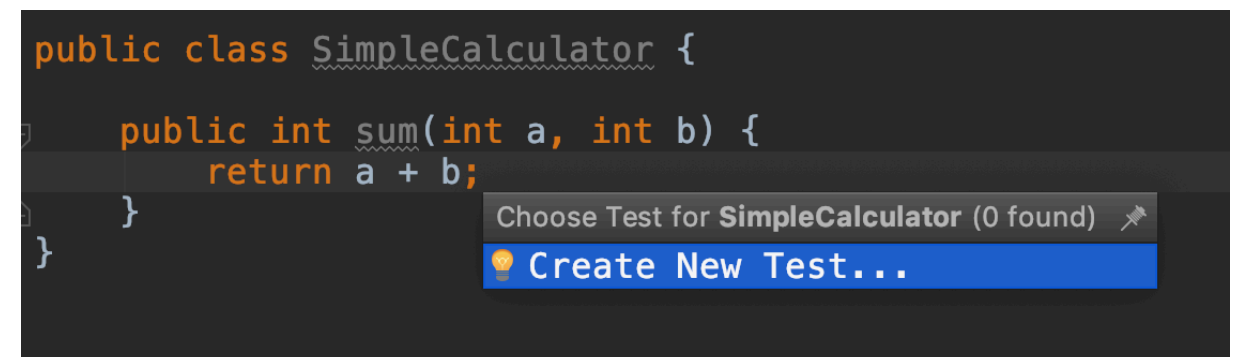 public class SimpleCalculator {
public int sum(int a, int b) {
return a + b;
}
Choose Test for SimpleCalculator (0 found)
}
Create New Test...